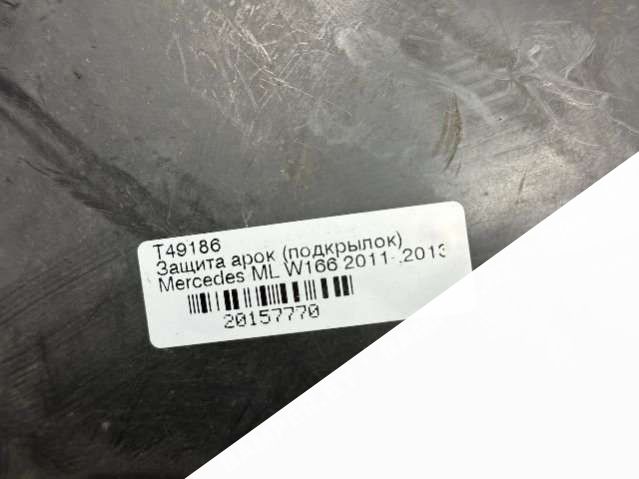 T49186
Защита арок (подкрылок)
Mercedes ML W166 2011-.2013
20157770